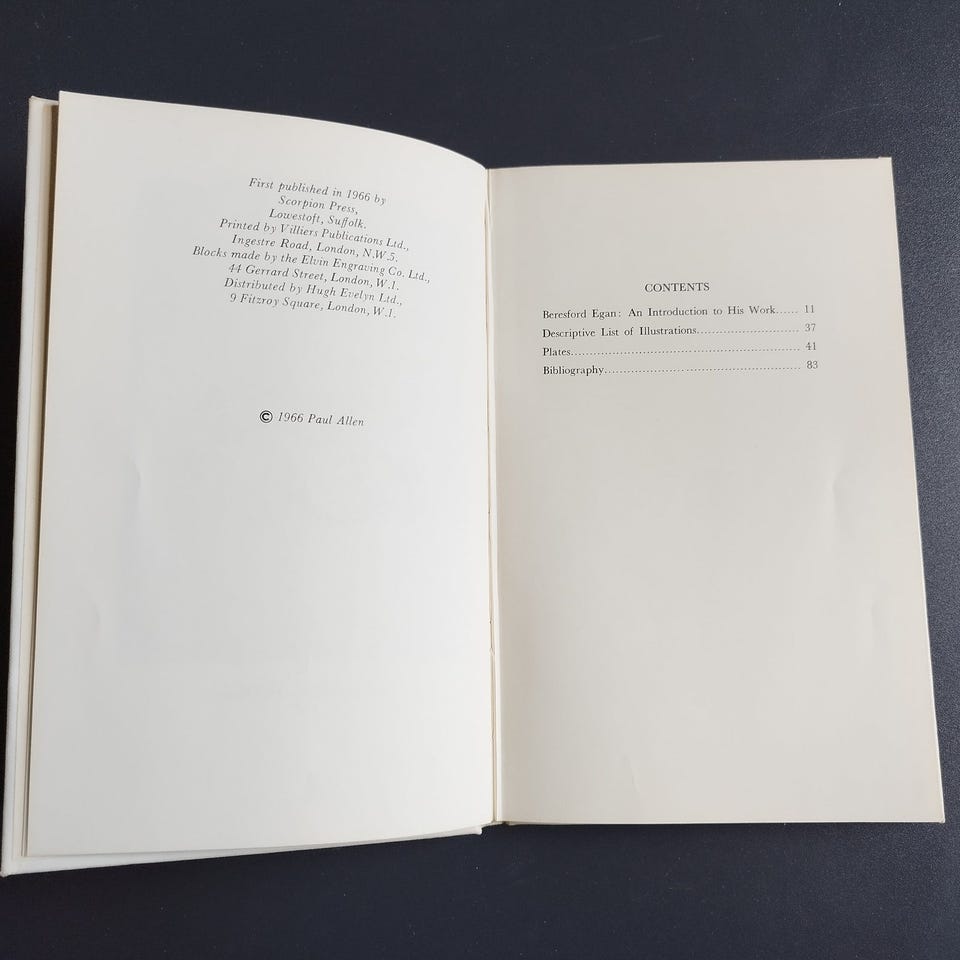 First published in 1966 by
Scorpion Press,
Lowestoft, Suffolk.
Printed by Villiers Publications Ltd.,
Ingestre Road, London, N.W.5.
Blocks made by the Elvin Engraving Co. Ltd.,
44 Gerrard Street, London, W.1.
Distributed by Hugh Evelyn Ltd.,
9 Fitzroy Square, London, W.1.
© 1966 Paul Allen
CONTENTS
Beresford Egan: An Introduction to His Work...... 11
Descriptive List of Illustrations............................ 37
Plates............................................................... 41
Bibliography...................................................... 83